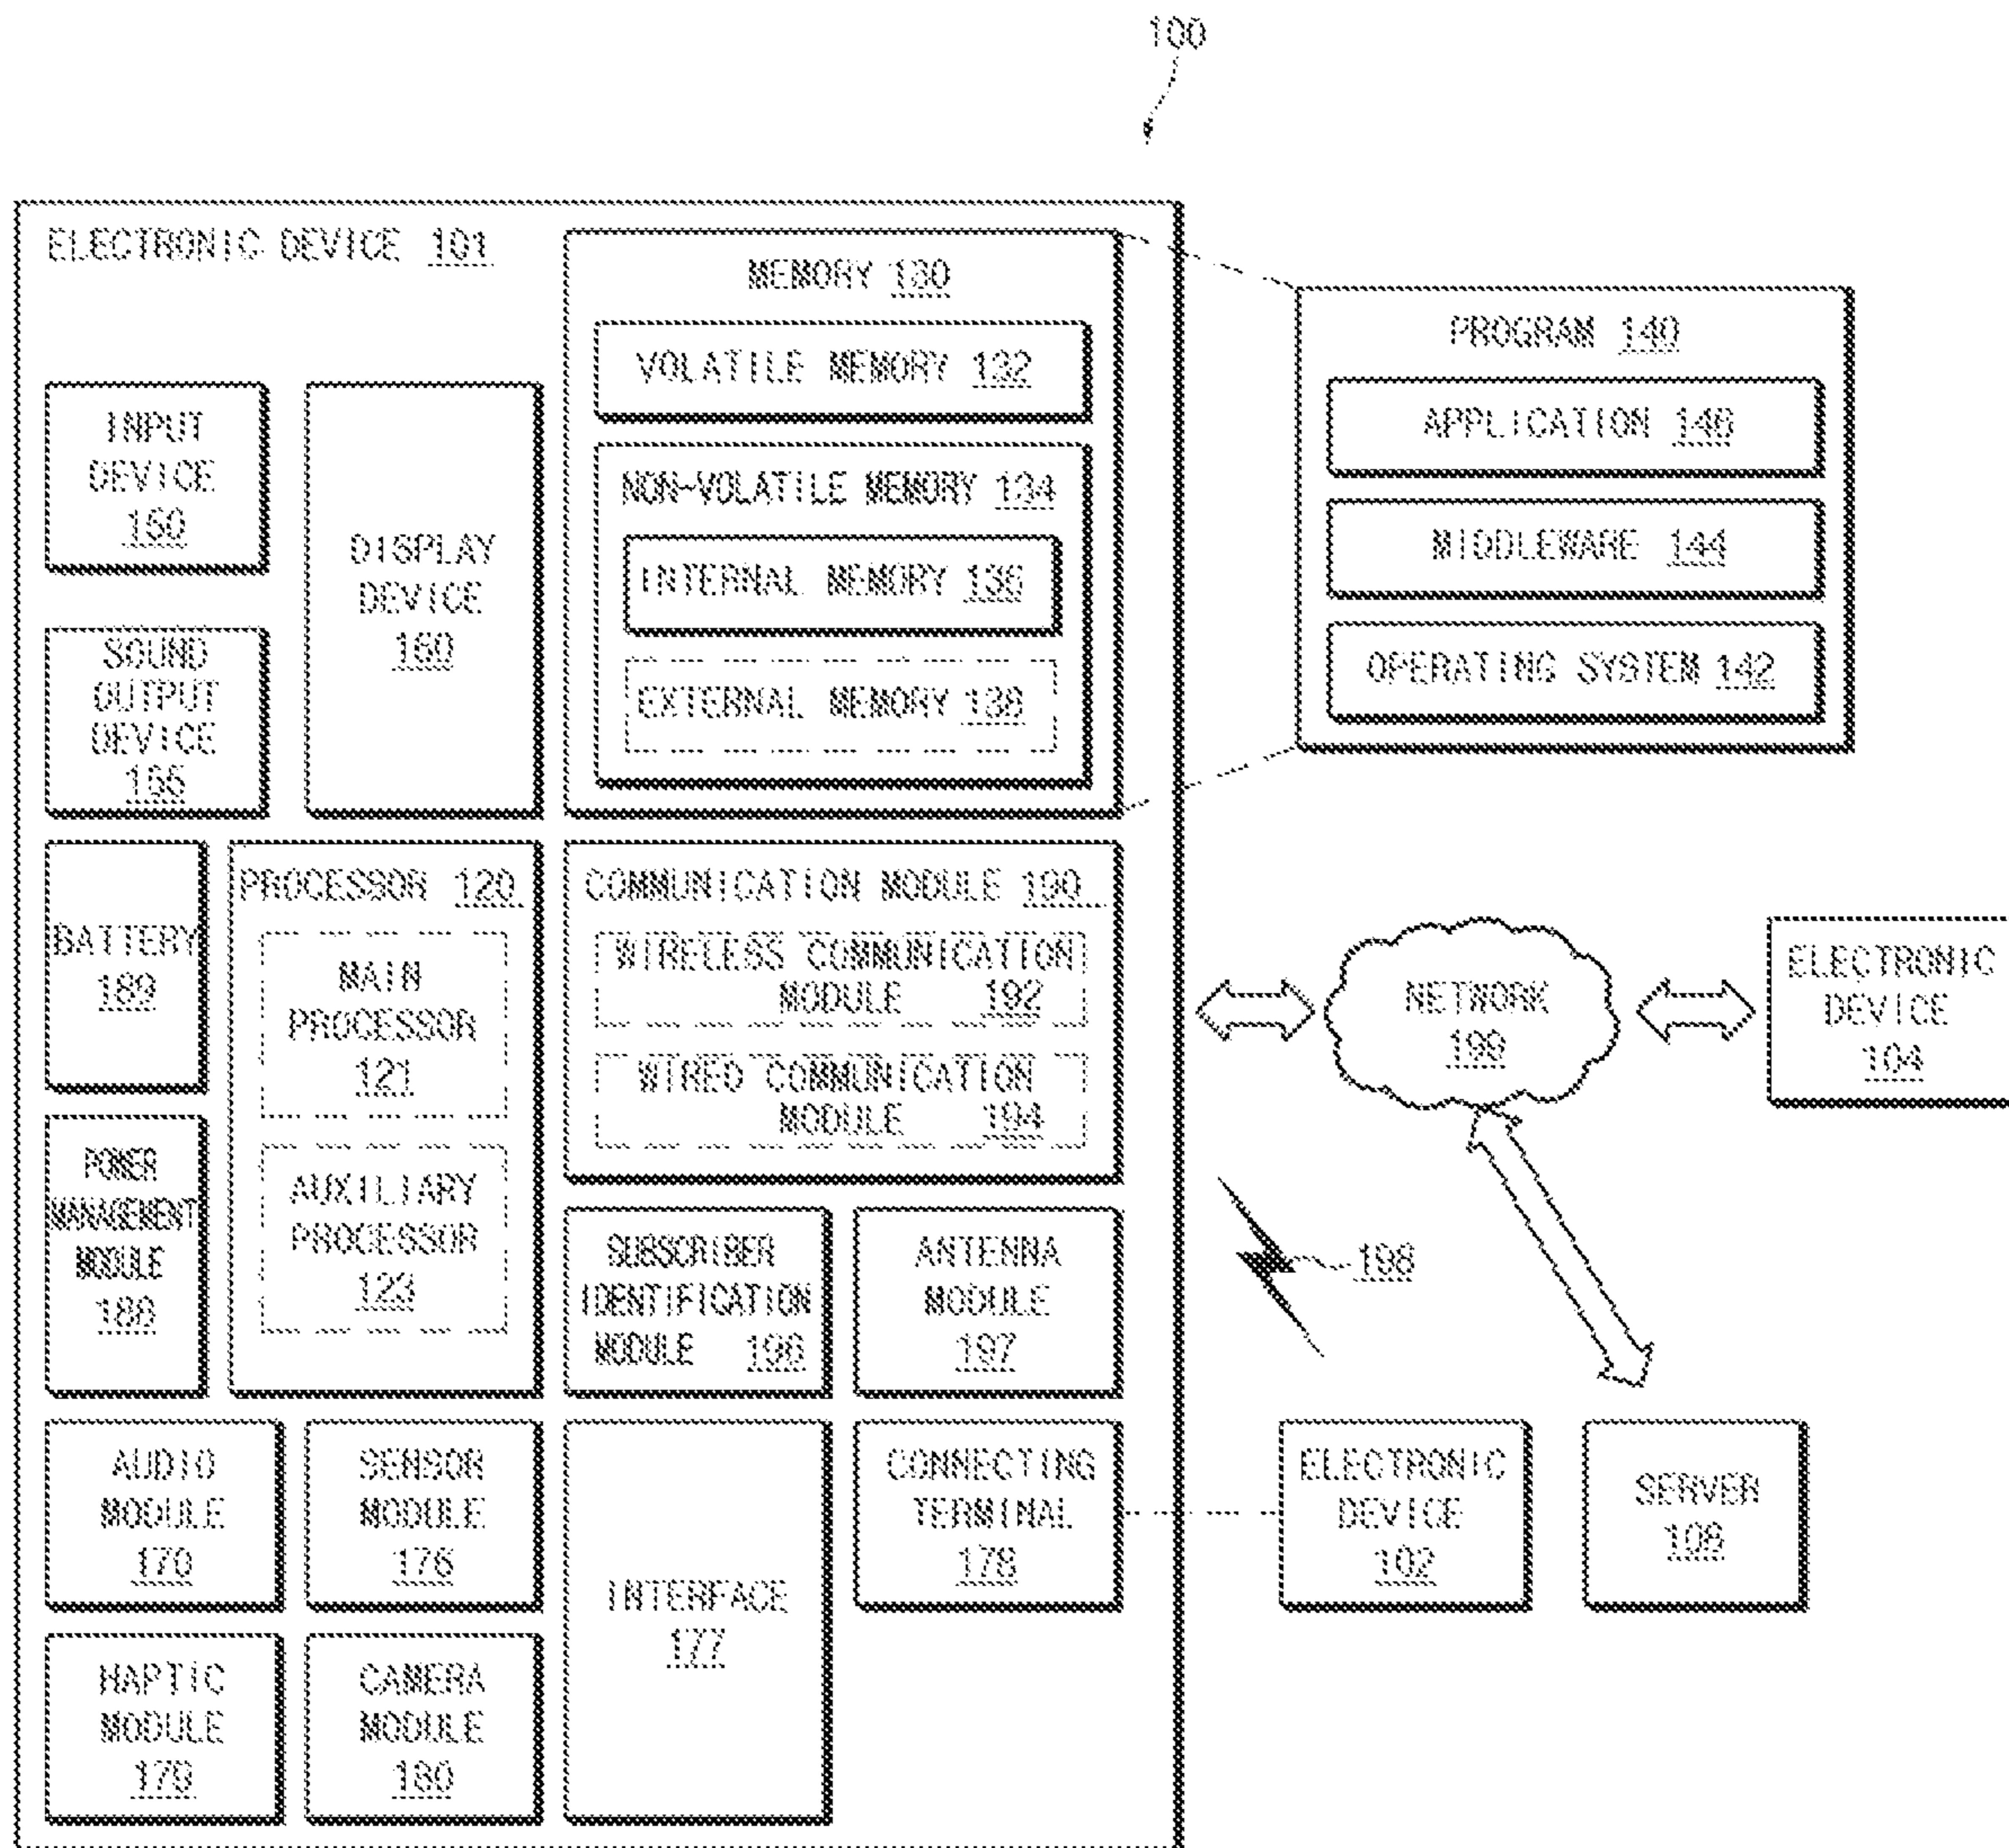 100
ELECTRONIC DEVICE 101
MEMORY 130
VOLATILE MEMORY 132
NON-VOLATILE MEMORY 134
INTERNAL MEMORY 136
EXTERNAL MEMORY 138
PROGRAM 140
APPLICATION 146
MIDDLEWARE 144
OPERATING SYSTEM 142
INPUT
DEVICE
150
SOUND
OUTPUT
DEVICE
155
DISPLAY
DEVICE
160
BATTERY
189
POWER
MANAGEMENT
MODULE
188
PROCESSOR 120
MAIN
PROCESSOR
121
AUXILIARY
PROCESSOR
123
COMMUNICATION MODULE 190
WIRELESS COMMUNICATION
MODULE 192
WIRED COMMUNICATION
MODULE 194
SUBSCRIBER
IDENTIFICATION
MODULE 196
ANTENNA
MODULE
197
NETWORK
199
ELECTRONIC
DEVICE
104
198
AUDIO
MODULE
170
SENSOR
MODULE
176
INTERFACE
177
CONNECTING
TERMINAL
178
ELECTRONIC
DEVICE
102
SERVER
108
HAPTIC
MODULE
179
CAMERA
MODULE
180